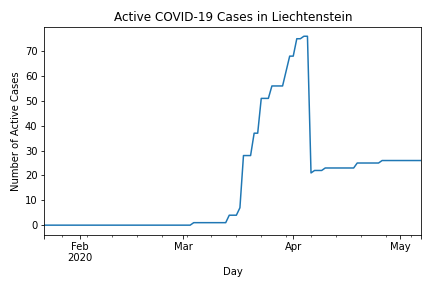 Active COVID-19 Cases in Liechtenstein
Number of Active Cases
70
60
50
40
30
20
10
0
Feb
2020
Mar
Apr
May
Day